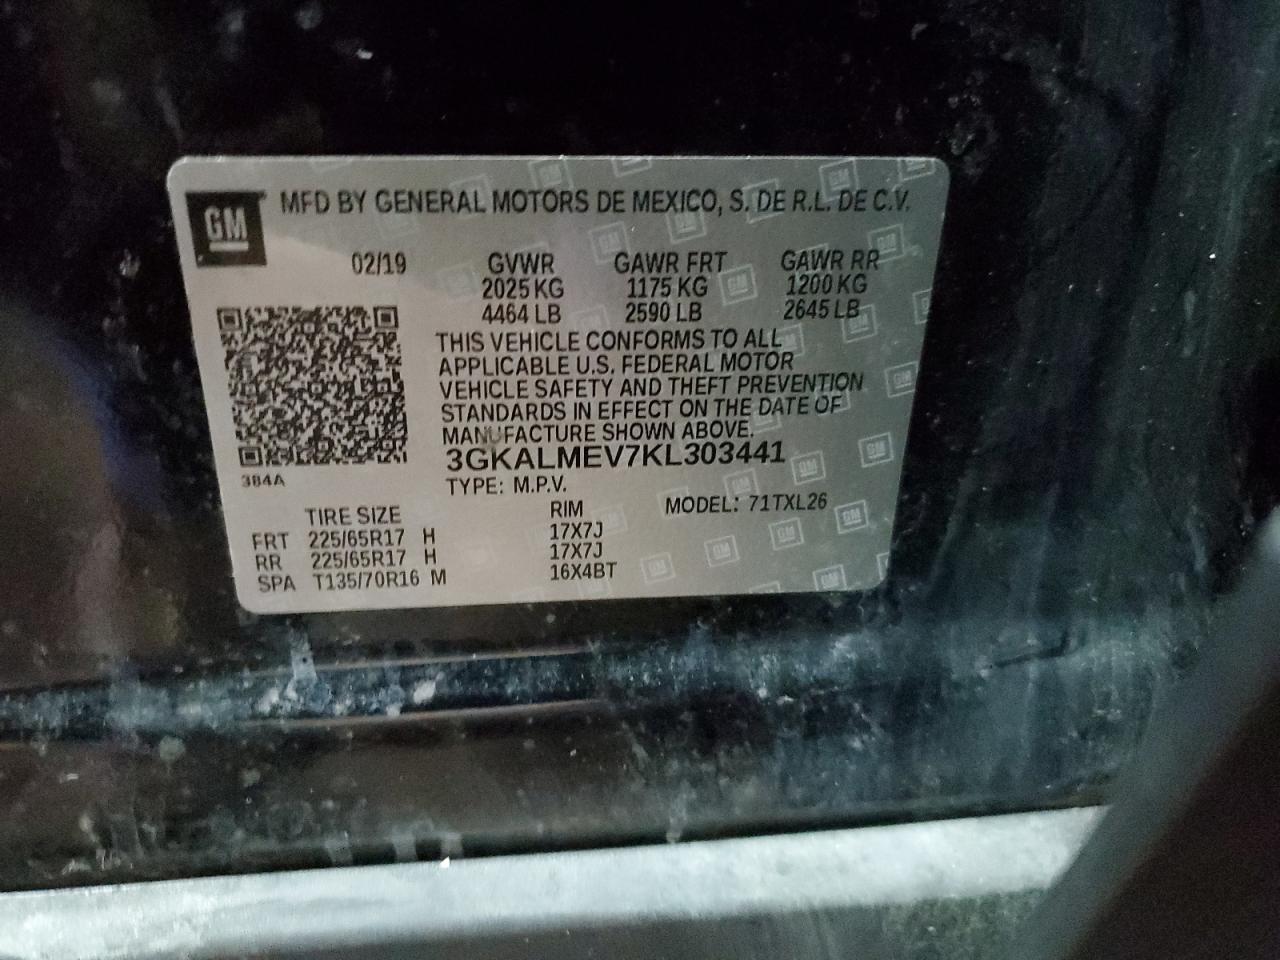 GM MFD BY GENERAL MOTORS DE MEXICO, S. DE R.L. DE C.V.
02/19 GVWR GAWR FRT GAWR RR
2025 KG 1175 KG 1200 KG
4464 LB 2590 LB 2645 LB
THIS VEHICLE CONFORMS TO ALL
APPLICABLE U.S. FEDERAL MOTOR
VEHICLE SAFETY AND THEFT PREVENTION
STANDARDS IN EFFECT ON THE DATE OF
MANUFACTURE SHOWN ABOVE.
3GKALMEV7KL303441
384A
TYPE: M.P.V.
TIRE SIZE RIM MODEL: 71TXL26
FRT 225/65R17 H 17X7J
RR 225/65R17 H 17X7J
SPA T135/70R16 M 16X4BT